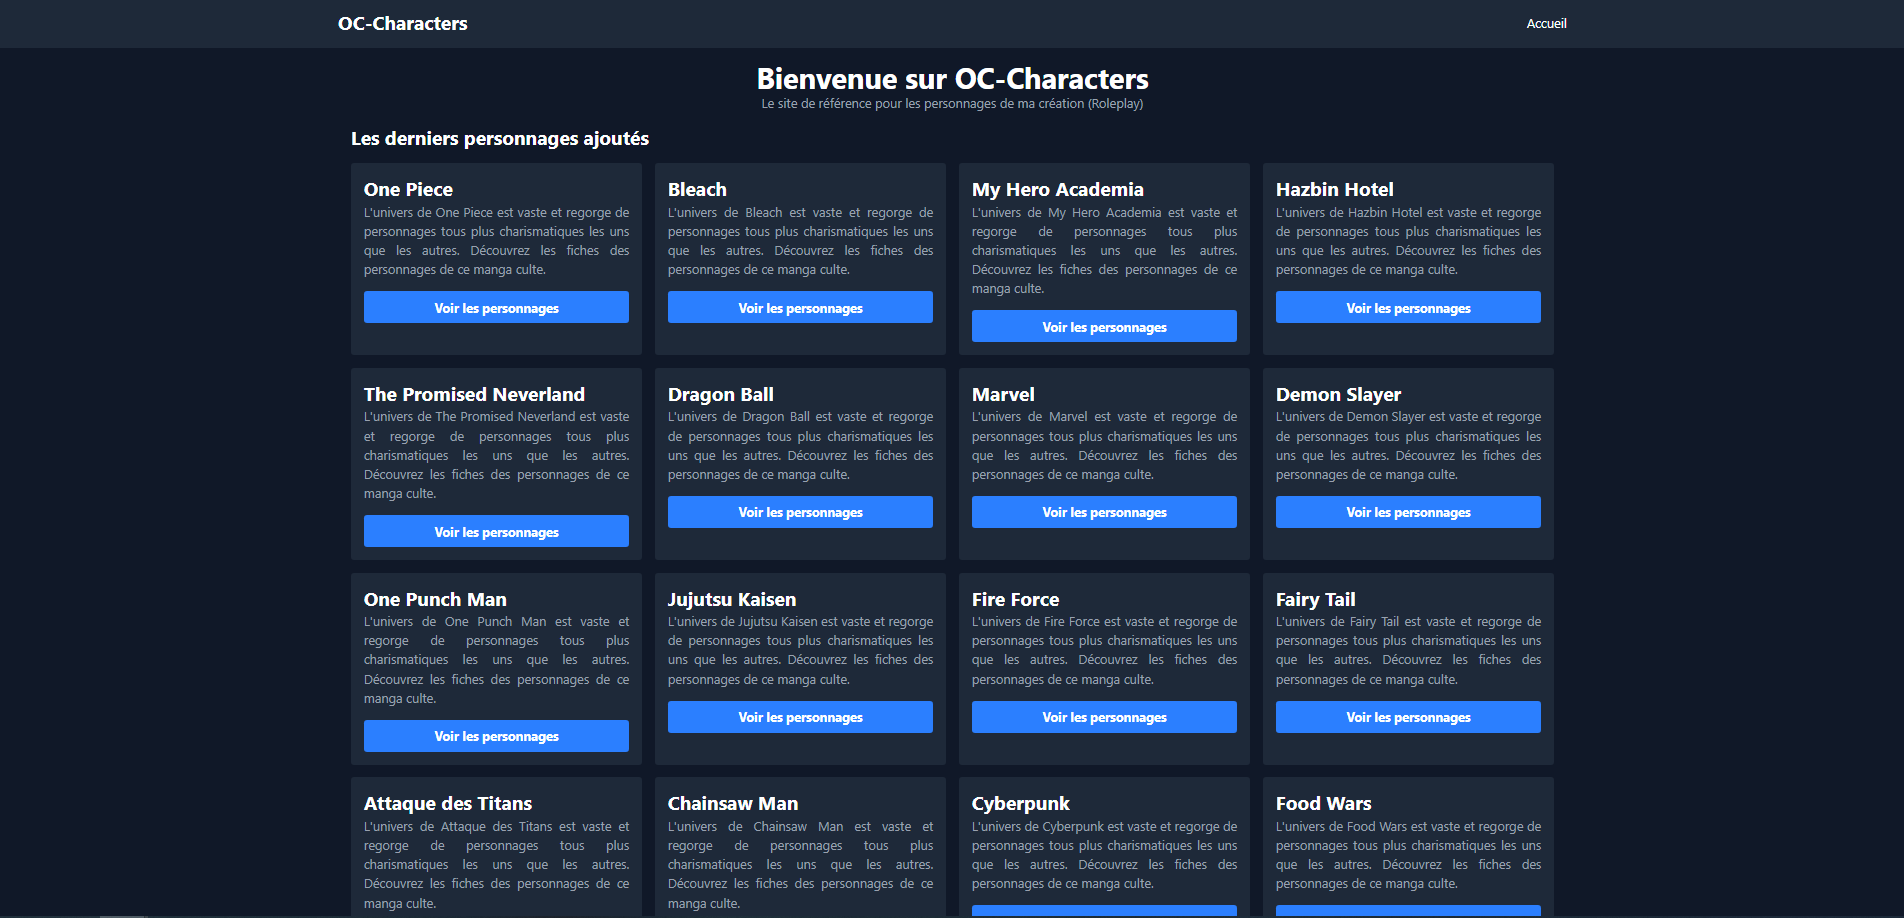 OC-Characters
Accueil
Bienvenue sur OC-Characters
Le site de référence pour les personnages de ma création (Roleplay)
Les derniers personnages ajoutés
One Piece
L'univers de One Piece est vaste et regorge de
personnages tous plus charismatiques les uns
que les autres. Découvrez les fiches des
personnages de ce manga culte.
Voir les personnages
Bleach
L'univers de Bleach est vaste et regorge de
personnages tous plus charismatiques les uns
que les autres. Découvrez les fiches des
personnages de ce manga culte.
Voir les personnages
My Hero Academia
L'univers de My Hero Academia est vaste et
regorge de personnages tous plus
charismatiques les uns que les autres.
Découvrez les fiches des personnages de ce
manga culte.
Voir les personnages
Hazbin Hotel
L'univers de Hazbin Hotel est vaste et regorge
de personnages tous plus charismatiques les
uns que les autres. Découvrez les fiches des
personnages de ce manga culte.
Voir les personnages
The Promised Neverland
L'univers de The Promised Neverland est vaste
et regorge de personnages tous plus
charismatiques les uns que les autres.
Découvrez les fiches des personnages de ce
manga culte.
Voir les personnages
Dragon Ball
L'univers de Dragon Ball est vaste et regorge
de personnages tous plus charismatiques les
uns que les autres. Découvrez les fiches des
personnages de ce manga culte.
Voir les personnages
Marvel
L'univers de Marvel est vaste et regorge de
personnages tous plus charismatiques les uns
que les autres. Découvrez les fiches des
personnages de ce manga culte.
Voir les personnages
Demon Slayer
L'univers de Demon Slayer est vaste et regorge
de personnages tous plus charismatiques les
uns que les autres. Découvrez les fiches des
personnages de ce manga culte.
Voir les personnages
One Punch Man
L'univers de One Punch Man est vaste et
regorge de personnages tous plus
charismatiques les uns que les autres.
Découvrez les fiches des personnages de ce
manga culte.
Voir les personnages
Jujutsu Kaisen
L'univers de Jujutsu Kaisen est vaste et regorge
de personnages tous plus charismatiques les
uns que les autres. Découvrez les fiches des
personnages de ce manga culte.
Voir les personnages
Fire Force
L'univers de Fire Force est vaste et regorge de
personnages tous plus charismatiques les uns
que les autres. Découvrez les fiches des
personnages de ce manga culte.
Voir les personnages
Fairy Tail
L'univers de Fairy Tail est vaste et regorge de
personnages tous plus charismatiques les uns
que les autres. Découvrez les fiches des
personnages de ce manga culte.
Voir les personnages
Attaque des Titans
L'univers de Attaque des Titans est vaste et
regorge de personnages tous plus
charismatiques les uns que les autres.
Découvrez les fiches des personnages de ce
manga culte.
Chainsaw Man
L'univers de Chainsaw Man est vaste et
regorge de personnages tous plus
charismatiques les uns que les autres.
Découvrez les fiches des personnages de ce
manga culte.
Cyberpunk
L'univers de Cyberpunk est vaste et regorge de
personnages tous plus charismatiques les uns
que les autres. Découvrez les fiches des
personnages de ce manga culte.
Food Wars
L'univers de Food Wars est vaste et regorge de
personnages tous plus charismatiques les uns
que les autres. Découvrez les fiches des
personnages de ce manga culte.